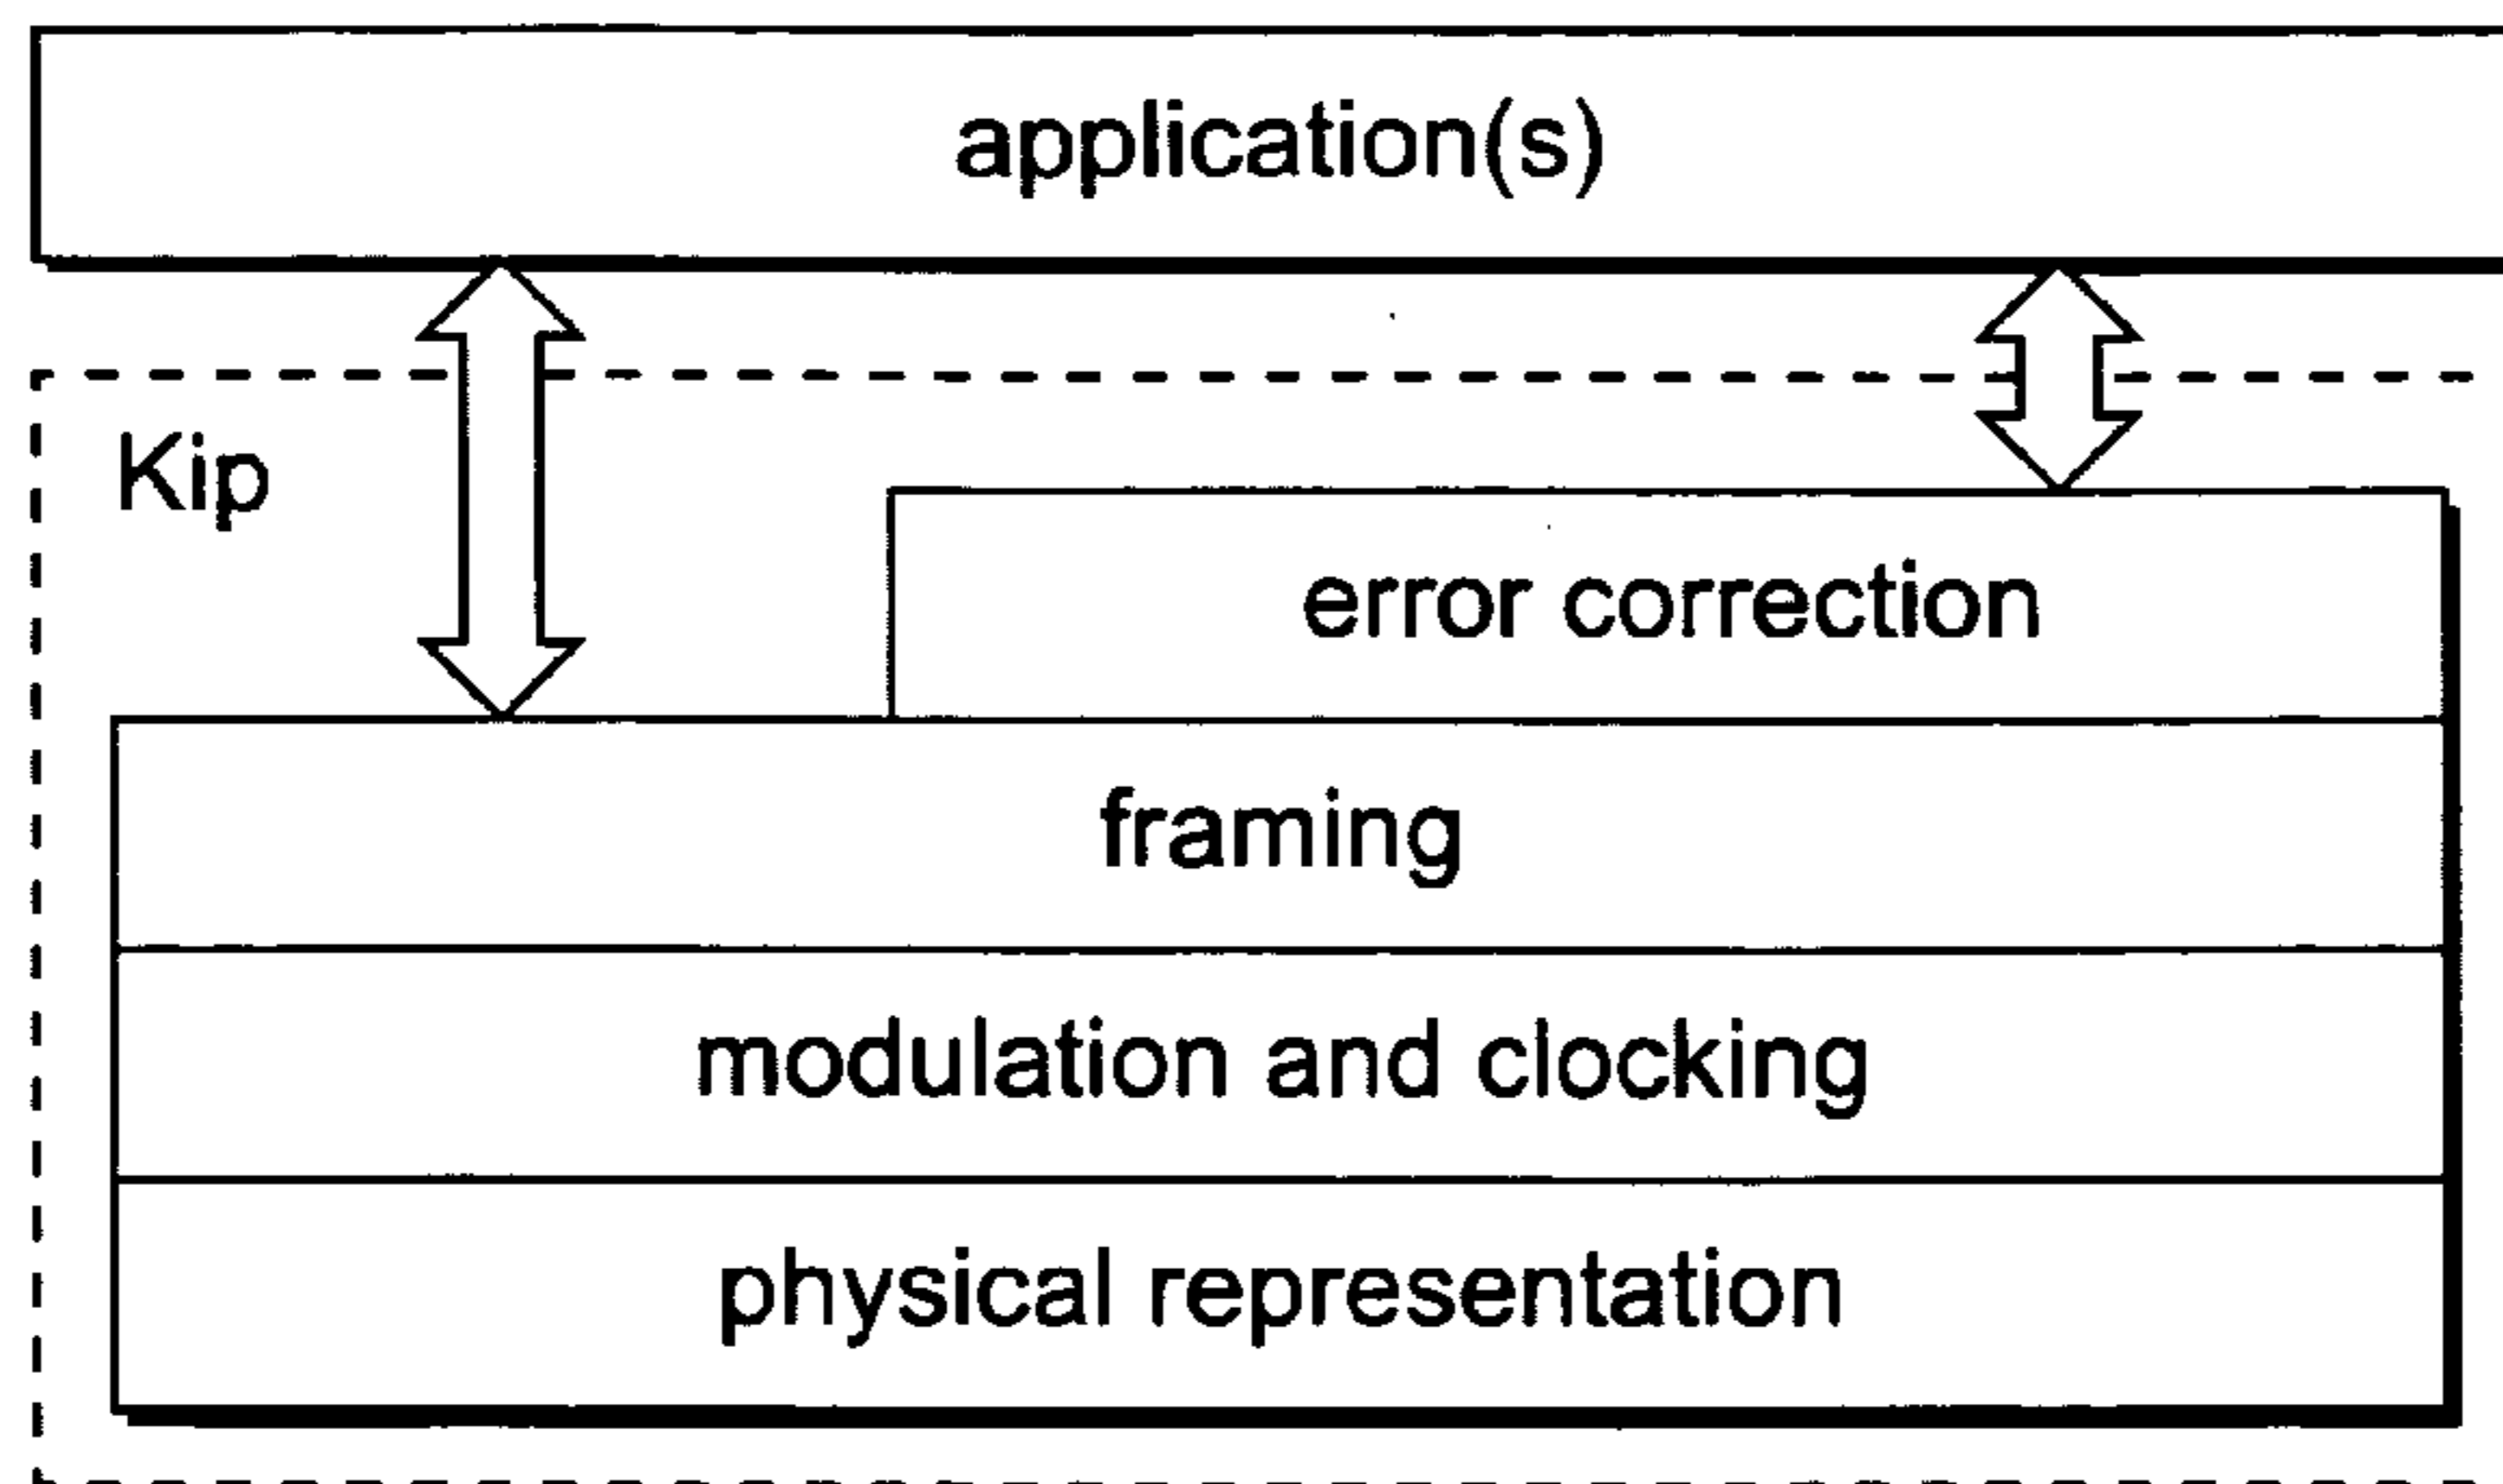 application(s)
Kip
error correction
framing
modulation and clocking
physical representation